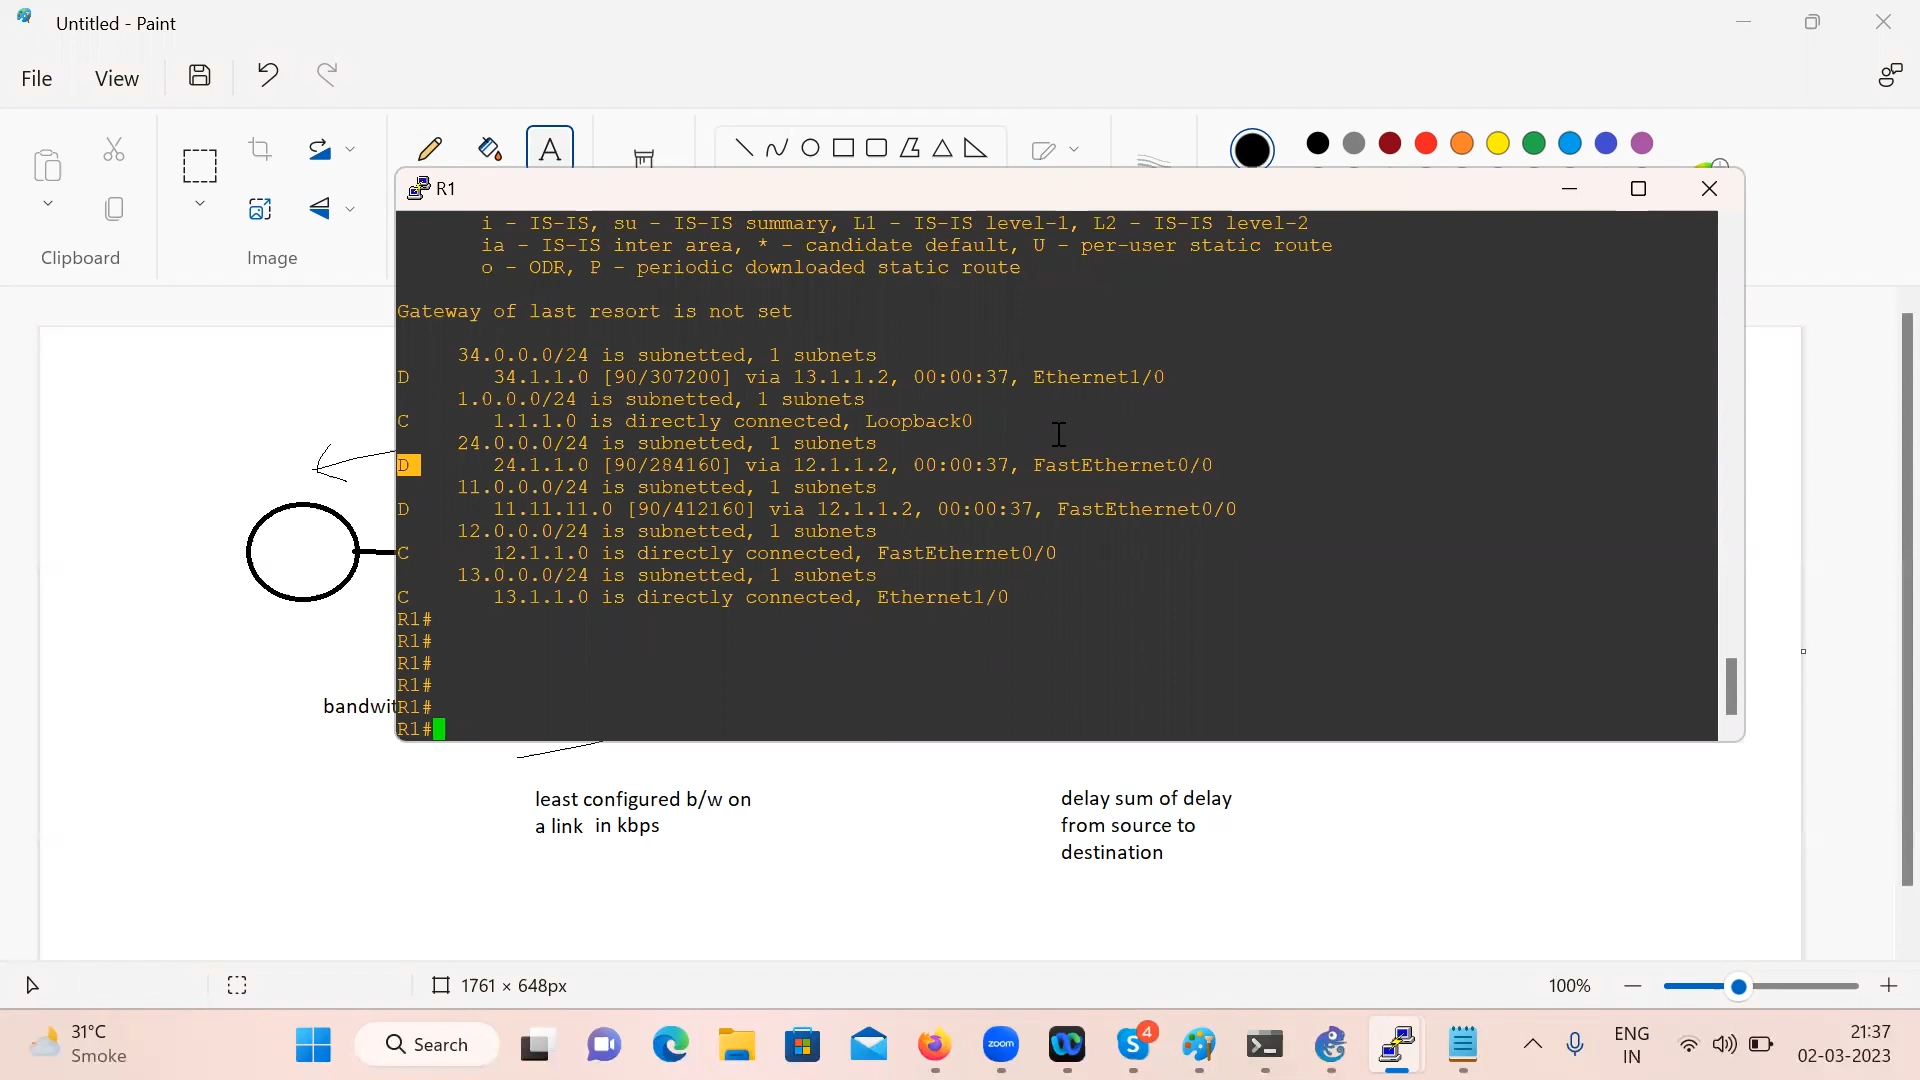 Untitled - Paint
File View
Clipboard
Image
R1
i - IS-IS, su - IS-IS summary, L1 - IS-IS level-1, L2 - IS-IS level-2
ia - IS-IS inter area, * - candidate default, U - per-user static route
o - ODR, P - periodic downloaded static route
Gateway of last resort is not set
34.0.0.0/24 is subnetted, 1 subnets
D 34.1.1.0 [90/307200] via 13.1.1.2, 00:00:37, Ethernet1/0
1.0.0.0/24 is subnetted, 1 subnets
C 1.1.1.0 is directly connected, Loopback0
24.0.0.0/24 is subnetted, 1 subnets
D 24.1.1.0 [90/284160] via 12.1.1.2, 00:00:37, FastEthernet0/0
11.0.0.0/24 is subnetted, 1 subnets
D 11.11.11.0 [90/412160] via 12.1.1.2, 00:00:37, FastEthernet0/0
12.0.0.0/24 is subnetted, 1 subnets
C 12.1.1.0 is directly connected, FastEthernet0/0
13.0.0.0/24 is subnetted, 1 subnets
C 13.1.1.0 is directly connected, Ethernet1/0
R1#
R1#
R1#
R1#
R1#
R1#
bandwit
least configured b/w on
a link in kbps
delay sum of delay
from source to
destination
1761 × 648px
100%
31°C
Smoke
Search
zoom
4
ENG
IN
21:37
02-03-2023